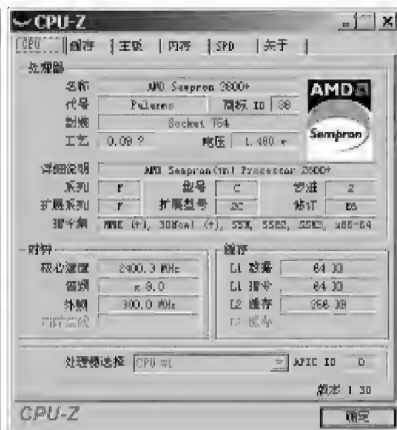 CPU-Z
CPU 缓存 主板 内存 SPD 关于
处理器
名称 AMD Sempron 2600+
代号 Palermo 商标 ID 38
封装 Socket 754
工艺 0.09 ? 电压 1.480 v
AMD
Sempron
详细说明 AMD Sempron(tm) Processor 2600+
系列 F 型号 C 步进 2
扩展系列 F 扩展型号 2C 修订 E6
指令集 MMX (+), 3DNow! (+), SSE, SSE2, SSE3, x86-64
时钟
核心速度 2400.3 MHz
倍频 x 8.0
外频 300.0 MHz
缓存
L1 数据 64 KB
L1 指令 64 KB
L2 缓存 256 KB
L3 缓存
处理器选择 CPU #1 APIC ID 0
版本 1.30
CPU-Z 确定